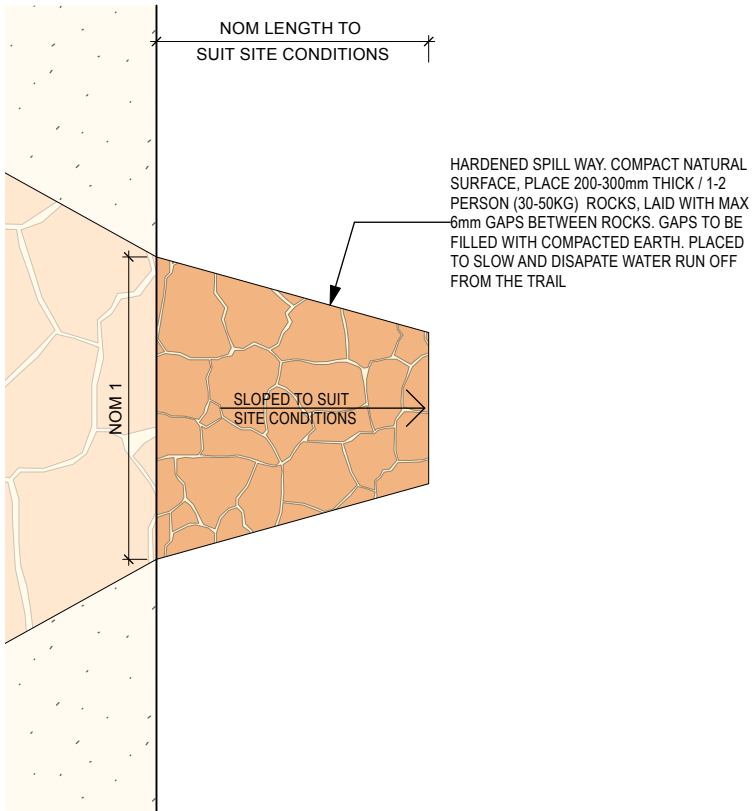 NOM LENGTH TO
SUIT SITE CONDITIONS
HARDENED SPILL WAY. COMPACT NATURAL
SURFACE, PLACE 200-300mm THICK / 1-2
PERSON (30-50KG) ROCKS, LAID WITH MAX
6mm GAPS BETWEEN ROCKS. GAPS TO BE
FILLED WITH COMPACTED EARTH. PLACED
TO SLOW AND DISAPATE WATER RUN OFF
FROM THE TRAIL
NOM 1
SLOPED TO SUIT
SITE CONDITIONS